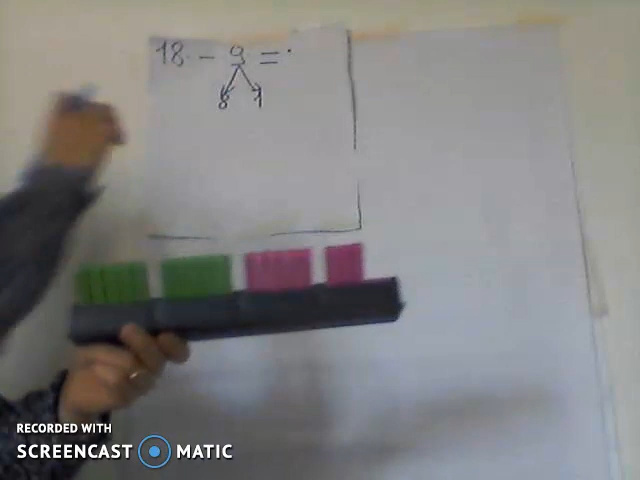 18 - 9 =
8 1
RECORDED WITH
SCREENCAST MATIC